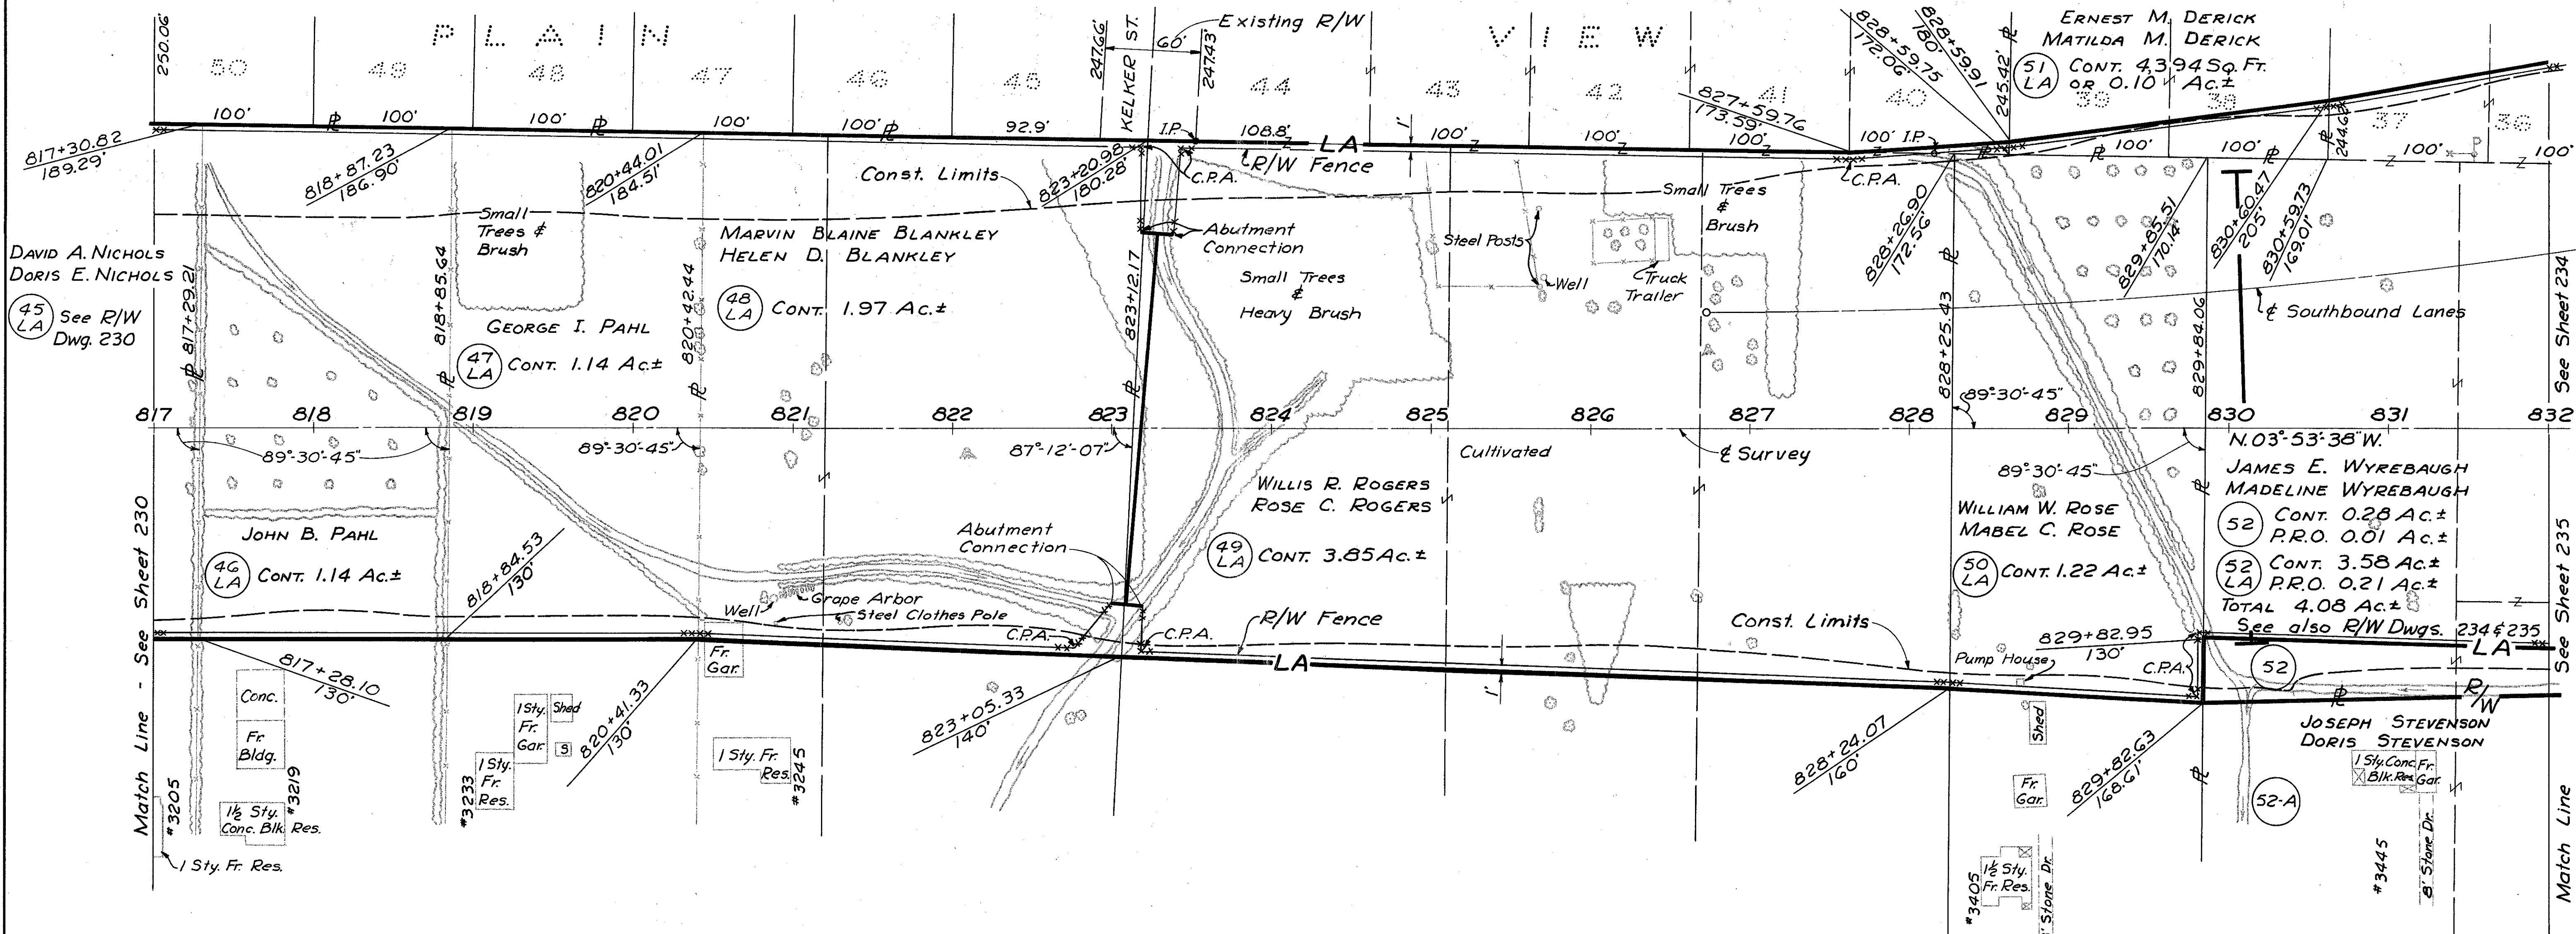 PLAIN VIEW
250.06'
50
49
49
48
47
46
45
44
43
42
41
40
39
38
37
36
247.66'
KELKER ST.
60'
Existing R/W
247.43'
828+59.75
172.06'
828+59.91
180'
245.42'
ERNEST M. DERICK
MATILDA M. DERICK
51 LA
CONT. 4,394 SQ. FT.
OR 0.10 Ac.±
817+30.82
189.29'
100'
100'
818+87.23
186.90'
100'
820+44.01
184.51'
100'
100'
92.9'
823+20.98
180.28'
I.P.
108.8'
LA
R/W Fence
C.P.A.
1'
100'
100'
827+59.76
173.59'
100'
100'
I.P.
C.P.A.
100'
100'
244.68'
100'
100'
Const. Limits
Small
Trees &
Brush
Small Trees
&
Brush
828+26.90
172.56'
829+85.51
170.14'
830+60.47
205'
830+59.73
169.01'
DAVID A. NICHOLS
DORIS E. NICHOLS
45 LA
See R/W
Dwg. 230
817+29.21
818+85.64
820+42.44
MARVIN BLAINE BLANKLEY
HELEN D. BLANKLEY
48 LA
CONT. 1.97 Ac.±
GEORGE I. PAHL
47 LA
CONT. 1.14 Ac.±
823+12.17
Abutment
Connection
Small Trees
&
Heavy Brush
Steel Posts
Well
Truck
Trailer
828+25.43
829+84.06
T
℄ Southbound Lanes
See Sheet 234
817
818
819
820
821
822
823
824
825
826
827
828
829
830
831
832
89°-30'-45"
89°-30'-45"
87°-12'-07"
Cultivated
℄ Survey
89°-30'-45"
89°-30'-45"
N.03°-53'-38"W.
JAMES E. WYREBAUGH
MADELINE WYREBAUGH
52
CONT. 0.28 Ac.±
P.R.O. 0.01 Ac.±
52 LA
CONT. 3.58 Ac.±
P.R.O. 0.21 Ac.±
TOTAL 4.08 Ac.±
See also R/W Dwgs. 234 & 235
JOHN B. PAHL
46 LA
CONT. 1.14 Ac.±
Abutment
Connection
WILLIS R. ROGERS
ROSE C. ROGERS
49 LA
CONT. 3.85 Ac.±
WILLIAM W. ROSE
MABEL C. ROSE
50 LA
CONT. 1.22 Ac.±
818+84.53
130'
Well
Grape Arbor
Steel Clothes Pole
C.P.A.
C.P.A.
R/W Fence
LA
Const. Limits
1'
Pump House
829+82.95
130'
C.P.A.
52
LA
R/W
817+28.10
130'
820+41.33
130'
823+05.33
140'
828+24.07
160'
829+82.63
168.61'
JOSEPH STEVENSON
DORIS STEVENSON
Conc.
Fr.
Bldg.
#3219
1½ Sty.
Conc. Blk. Res.
#3205
1 Sty. Fr. Res.
1 Sty.
Fr.
Gar.
Shed
S
#3233
1 Sty.
Fr.
Res.
Fr.
Gar.
1 Sty. Fr.
Res.
#3245
Shed
Fr.
Gar.
#3405
1½ Sty.
Fr. Res.
Stone Dr.
52-A
1 Sty. Conc.
Blk. Res.
Fr.
Gar.
#3445
8' Stone Dr.
Match Line - See Sheet 230
Match Line
See Sheet 235